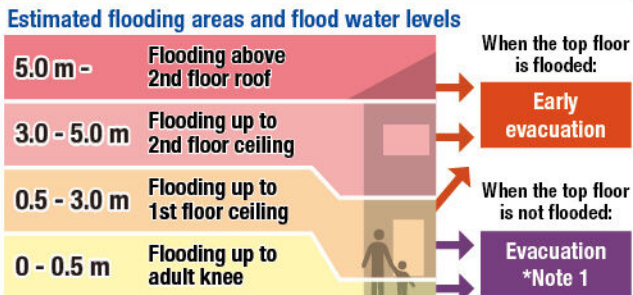 Estimated flooding areas and flood water levels
5.0 m -
Flooding above
2nd floor roof
3.0 - 5.0 m
Flooding up to
2nd floor ceiling
0.5 - 3.0 m
Flooding up to
1st floor ceiling
0 - 0.5 m
Flooding up to
adult knee
When the top floor
is flooded:
Early
evacuation
When the top floor
is not flooded:
Evacuation
*Note 1